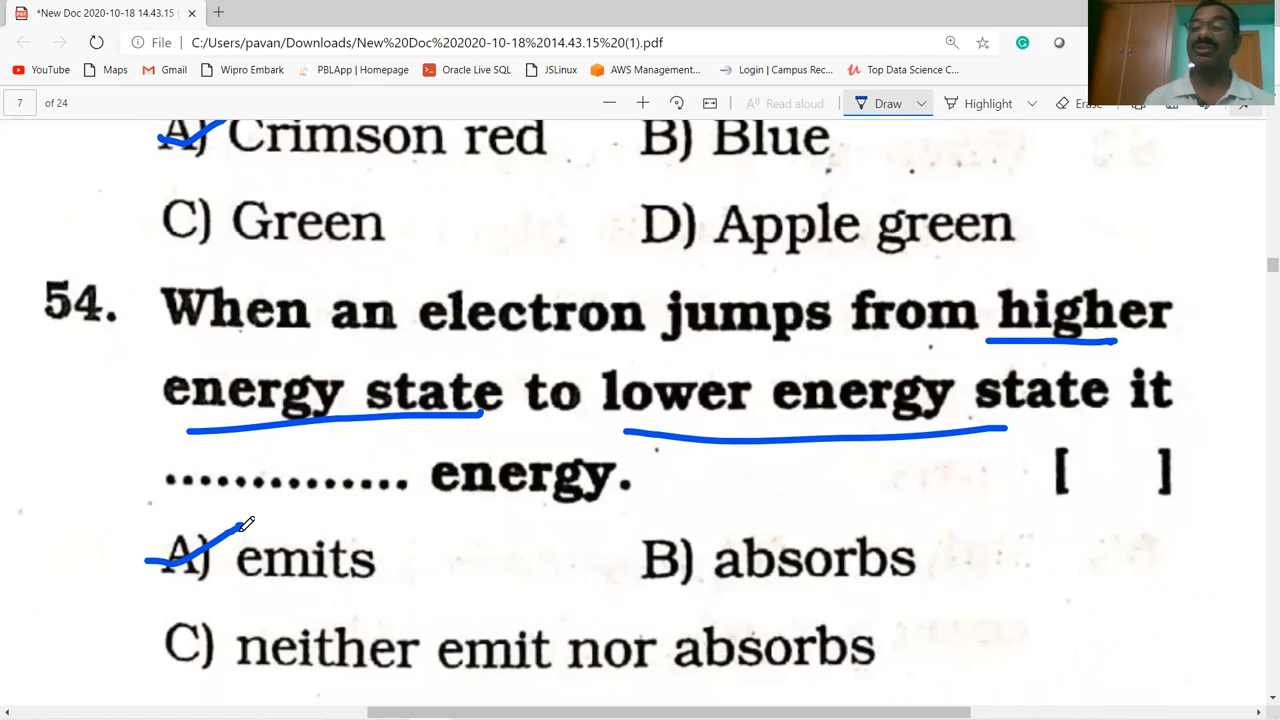 *New Doc 2020-10-18 14.43.15 (
File C:/Users/pavan/Downloads/New%20Doc%202020-10-18%2014.43.15%20(1).pdf
YouTube Maps Gmail Wipro Embark PBLApp | Homepage Oracle Live SQL JSLinux AWS Management... Login | Campus Rec... Top Data Science C...
7 of 24 Read aloud Draw Highlight Erase
A) Crimson red B) Blue
C) Green D) Apple green
54. When an electron jumps from higher
energy state to lower energy state it
.............. energy. [ ]
A) emits B) absorbs
C) neither emit nor absorbs